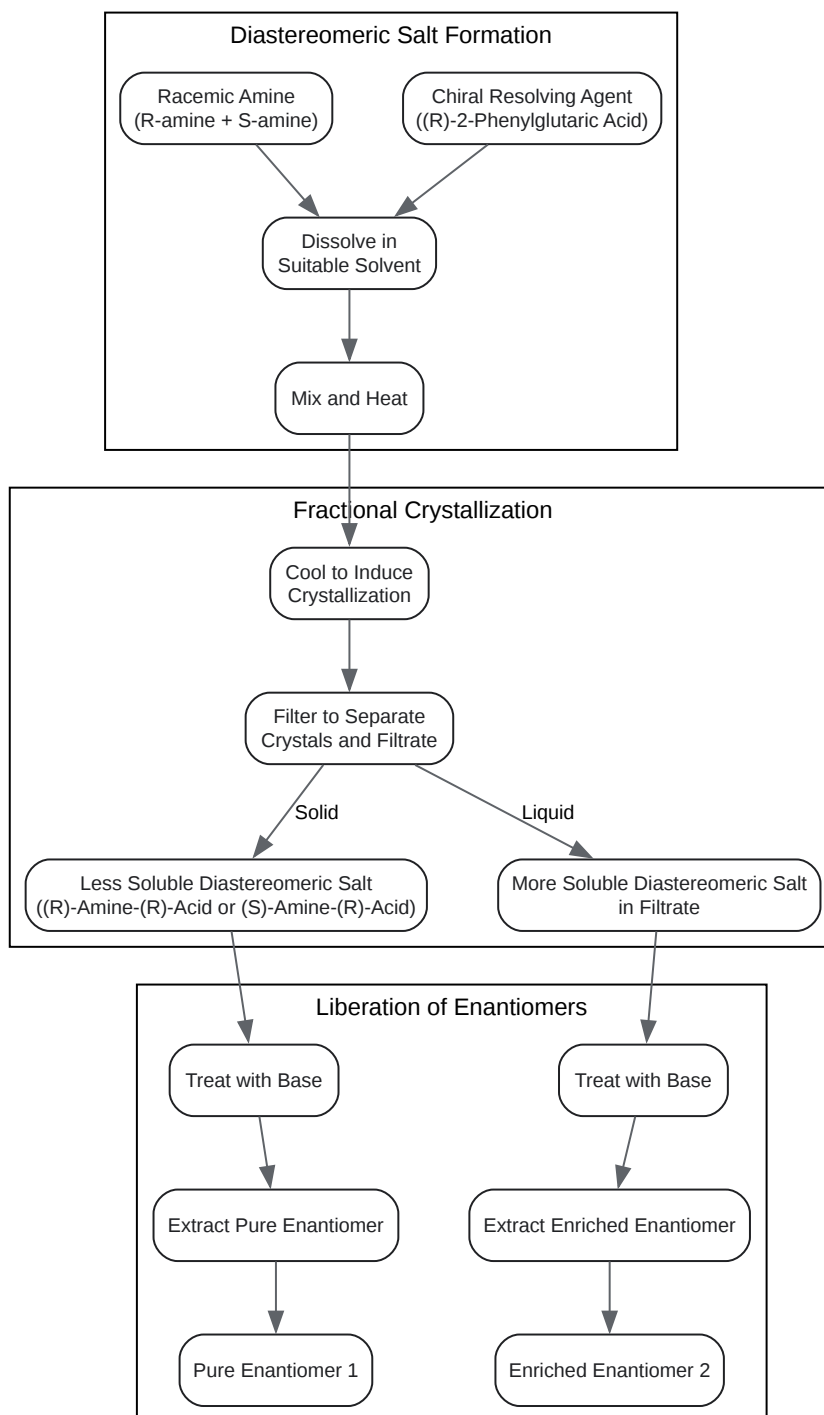 Diastereomeric Salt Formation
Racemic Amine
(R-amine + S-amine)
Chiral Resolving Agent
((R)-2-Phenylglutaric Acid)
Dissolve in
Suitable Solvent
Mix and Heat
Fractional Crystallization
Cool to Induce
Crystallization
Filter to Separate
Crystals and Filtrate
Solid
Liquid
Less Soluble Diastereomeric Salt
((R)-Amine-(R)-Acid or (S)-Amine-(R)-Acid)
More Soluble Diastereomeric Salt
in Filtrate
Liberation of Enantiomers
Treat with Base
Treat with Base
Extract Pure Enantiomer
Extract Enriched Enantiomer
Pure Enantiomer 1
Enriched Enantiomer 2